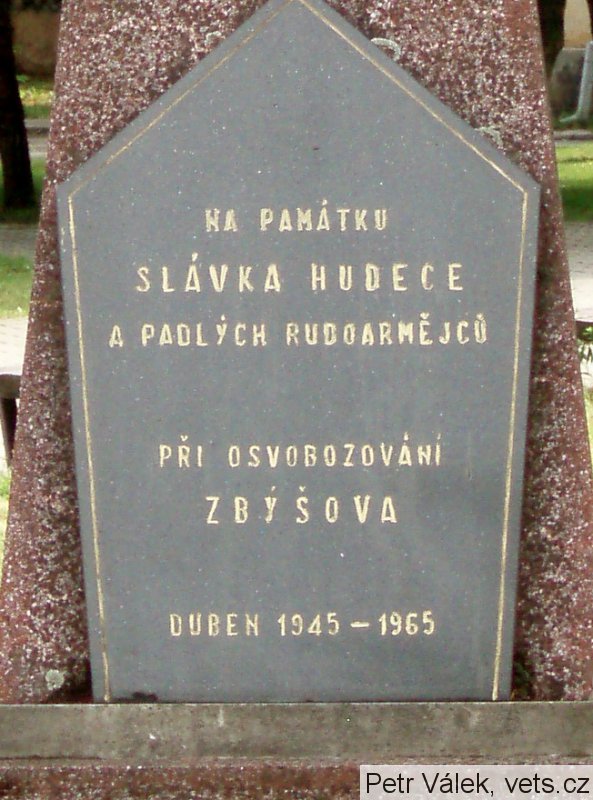 NA PAMÁTKU
SLÁVKA HUDECE
A PADLÝCH RUDOARMĚJCŮ
PŘI OSVOBOZOVÁNÍ
ZBÝŠOVA
DUBEN 1945 – 1965
Petr Válek, vets.cz